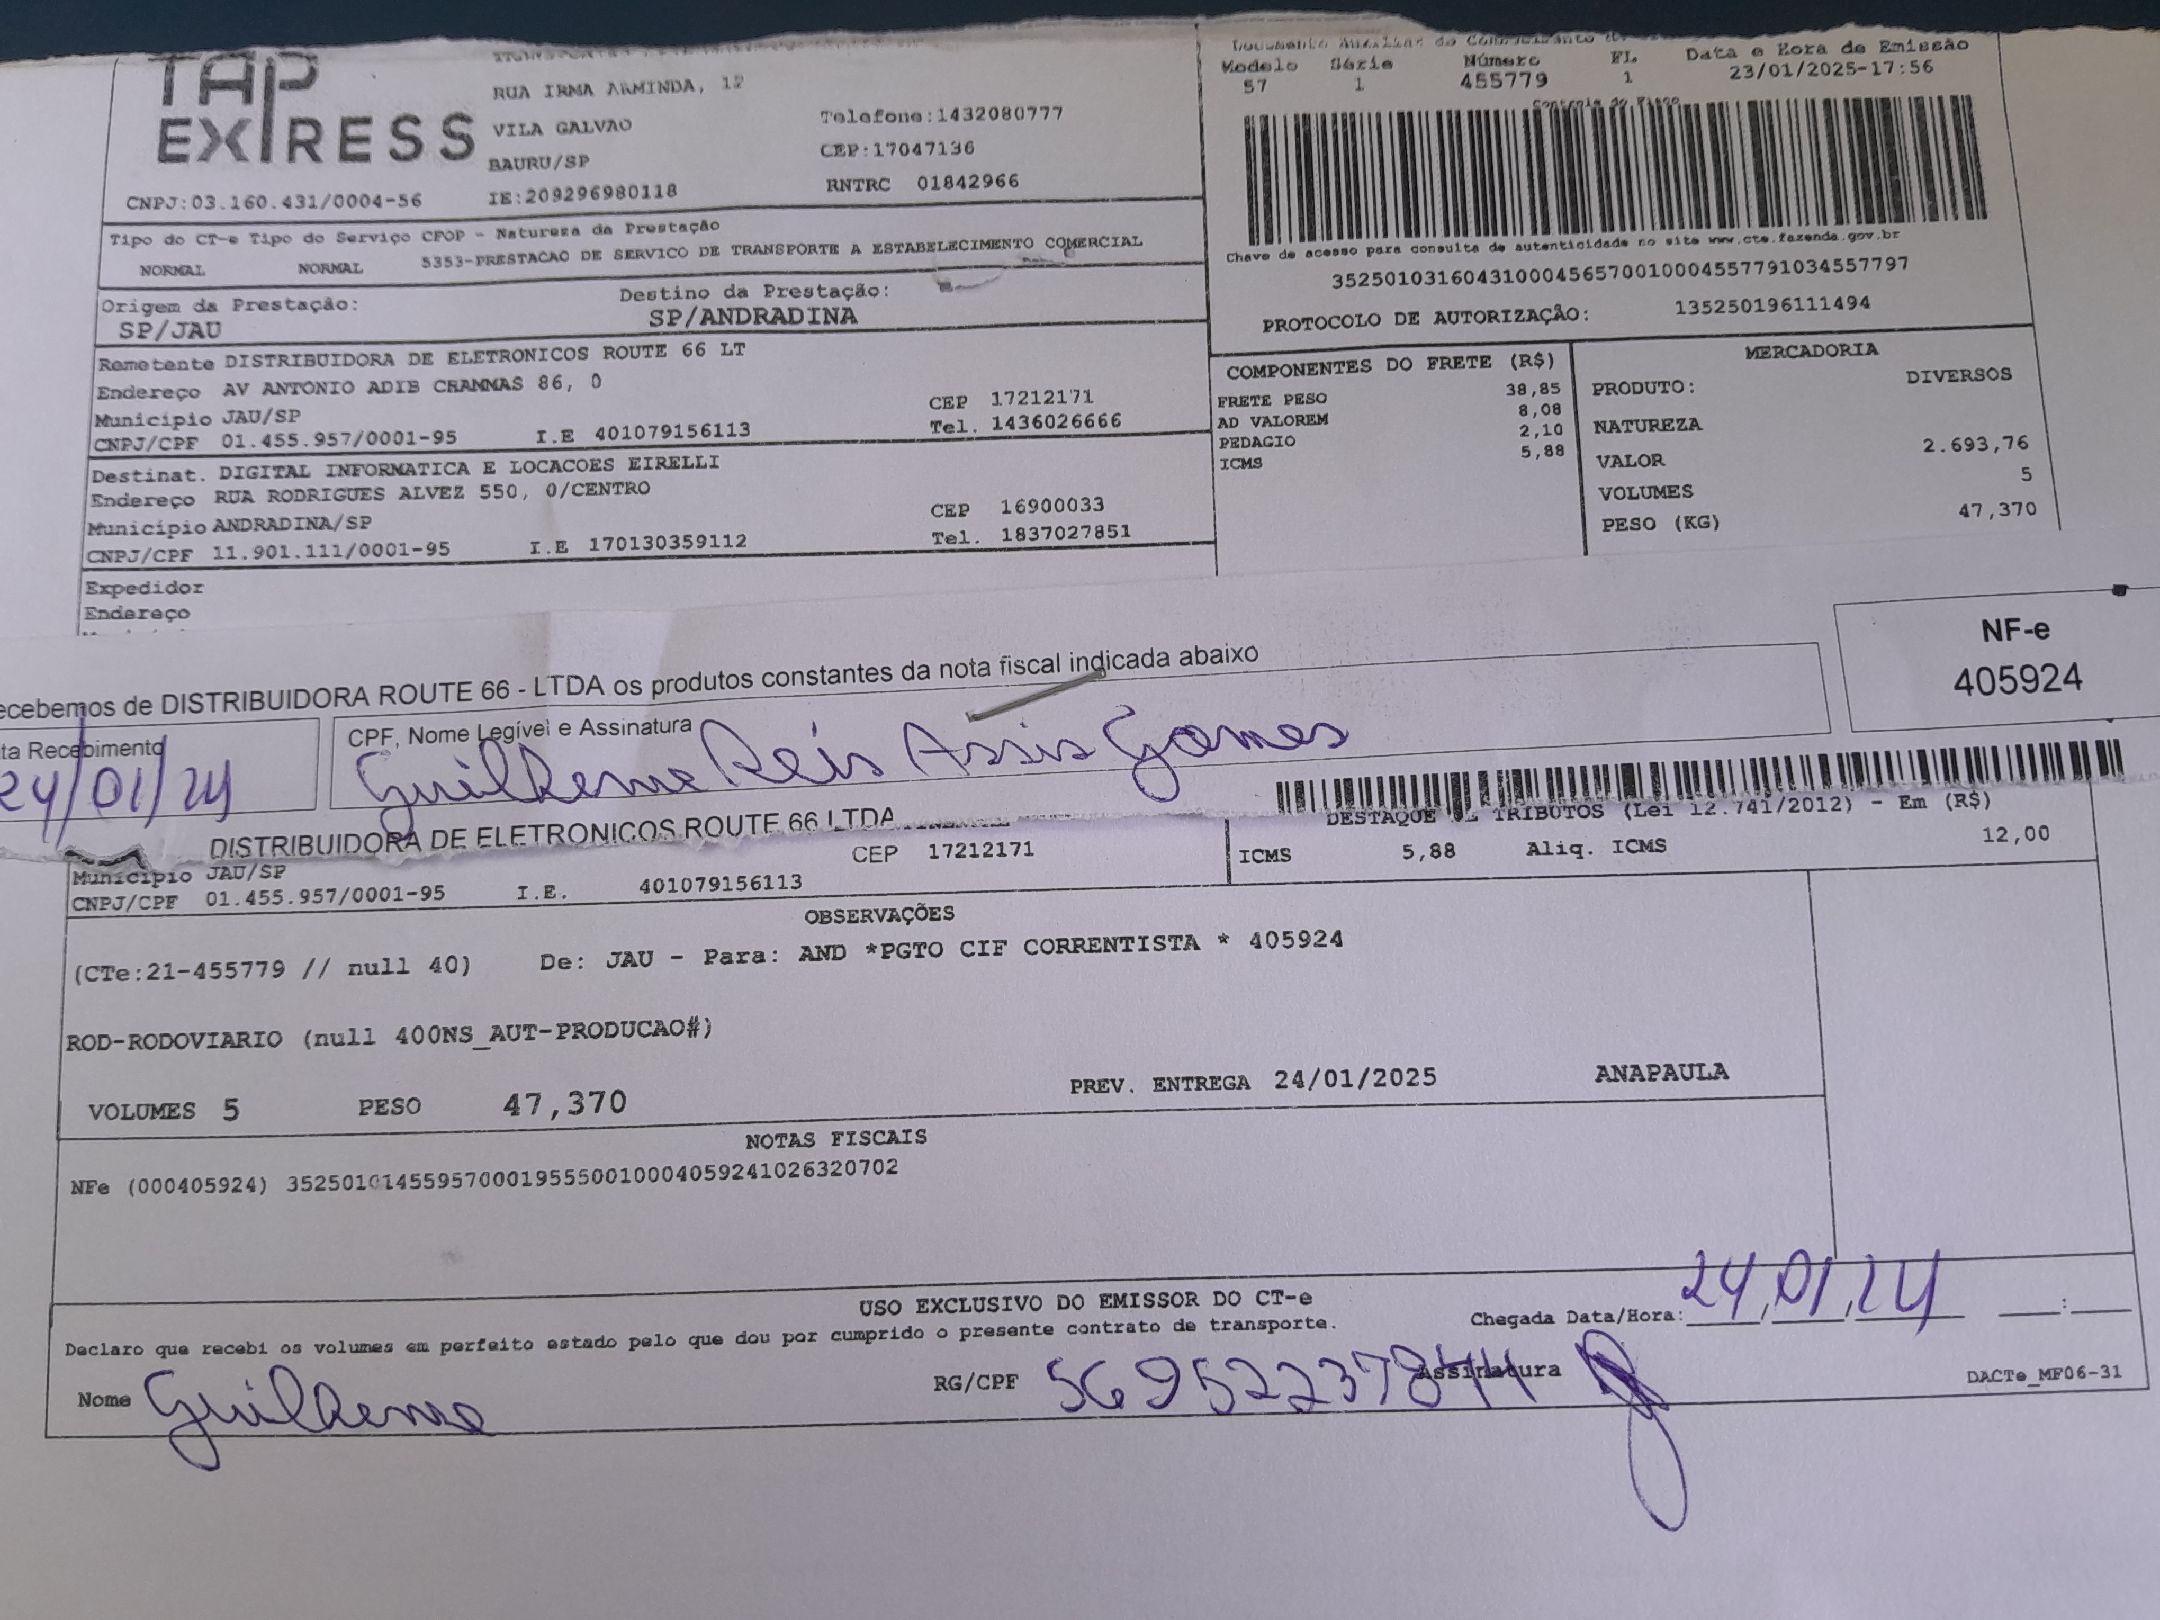 TAP
EXPRESS
RUA IRMA ARMINDA, 12
VILA GALVAO
BAURU/SP
IE:209296980118
Telefone:1432080777
CEP:17047136
RNTRC 01842966
CNPJ:03.160.431/0004-56
Documento Auxiliar do
Modelo Série Número FL Data e Hora de Emissão
57 1 455779 1 23/01/2025-17:56
Controle do Fisco
Chave de acesso para consulta de autenticidade no site www.cte.fazenda.gov.br
35250103160431000456570010004557791034557797
PROTOCOLO DE AUTORIZAÇÃO: 135250196111494
Tipo do CT-e Tipo do Serviço CFOP - Natureza da Prestação
NORMAL NORMAL 5353-PRESTACAO DE SERVICO DE TRANSPORTE A ESTABELECIMENTO COMERCIAL
Origem da Prestação: Destino da Prestação:
SP/JAU SP/ANDRADINA
Remetente DISTRIBUIDORA DE ELETRONICOS ROUTE 66 LT
Endereço AV ANTONIO ADIB CHAMMAS 86, 0
Município JAU/SP CEP 17212171
CNPJ/CPF 01.455.957/0001-95 I.E 401079156113 Tel. 1436026666
Destinat. DIGITAL INFORMATICA E LOCACOES EIRELLI
Endereço RUA RODRIGUES ALVEZ 550, 0/CENTRO
Município ANDRADINA/SP CEP 16900033
CNPJ/CPF 11.901.111/0001-95 I.E 170130359112 Tel. 1837027851
Expedidor
Endereço
COMPONENTES DO FRETE (R$)
FRETE PESO 38,85
AD VALOREM 8,08
PEDAGIO 2,10
ICMS 5,88
MERCADORIA
PRODUTO: DIVERSOS
NATUREZA
VALOR 2.693,76
VOLUMES 5
PESO (KG) 47,370
ecebemos de DISTRIBUIDORA ROUTE 66 - LTDA os produtos constantes da nota fiscal indicada abaixo
NF-e
405924
ta Recebimento
24/01/24
CPF, Nome Legível e Assinatura
Guilherme Reis Assis Gomes
DISTRIBUIDORA DE ELETRONICOS ROUTE 66 LTDA
DESTAQUE TRIBUTOS (Lei 12.741/2012) - Em (R$)
ICMS 5,88 Aliq. ICMS 12,00
CEP 17212171
Município JAU/SP
CNPJ/CPF 01.455.957/0001-95 I.E. 401079156113
OBSERVAÇÕES
(CTe:21-455779 // null 40) De: JAU - Para: AND *PGTO CIF CORRENTISTA * 405924
ROD-RODOVIARIO (null 400NS_AUT-PRODUCAO#)
VOLUMES 5 PESO 47,370 PREV. ENTREGA 24/01/2025 ANAPAULA
NOTAS FISCAIS
NFe (000405924) 35250101455957000195550010004059241026320702
USO EXCLUSIVO DO EMISSOR DO CT-e
Declaro que recebi os volumes em perfeito estado pelo que dou por cumprido o presente contrato de transporte.
Chegada Data/Hora: 24/01/24 __:__
Nome Guilherme RG/CPF 56952237844 Assinatura
DACTe_MF06-31